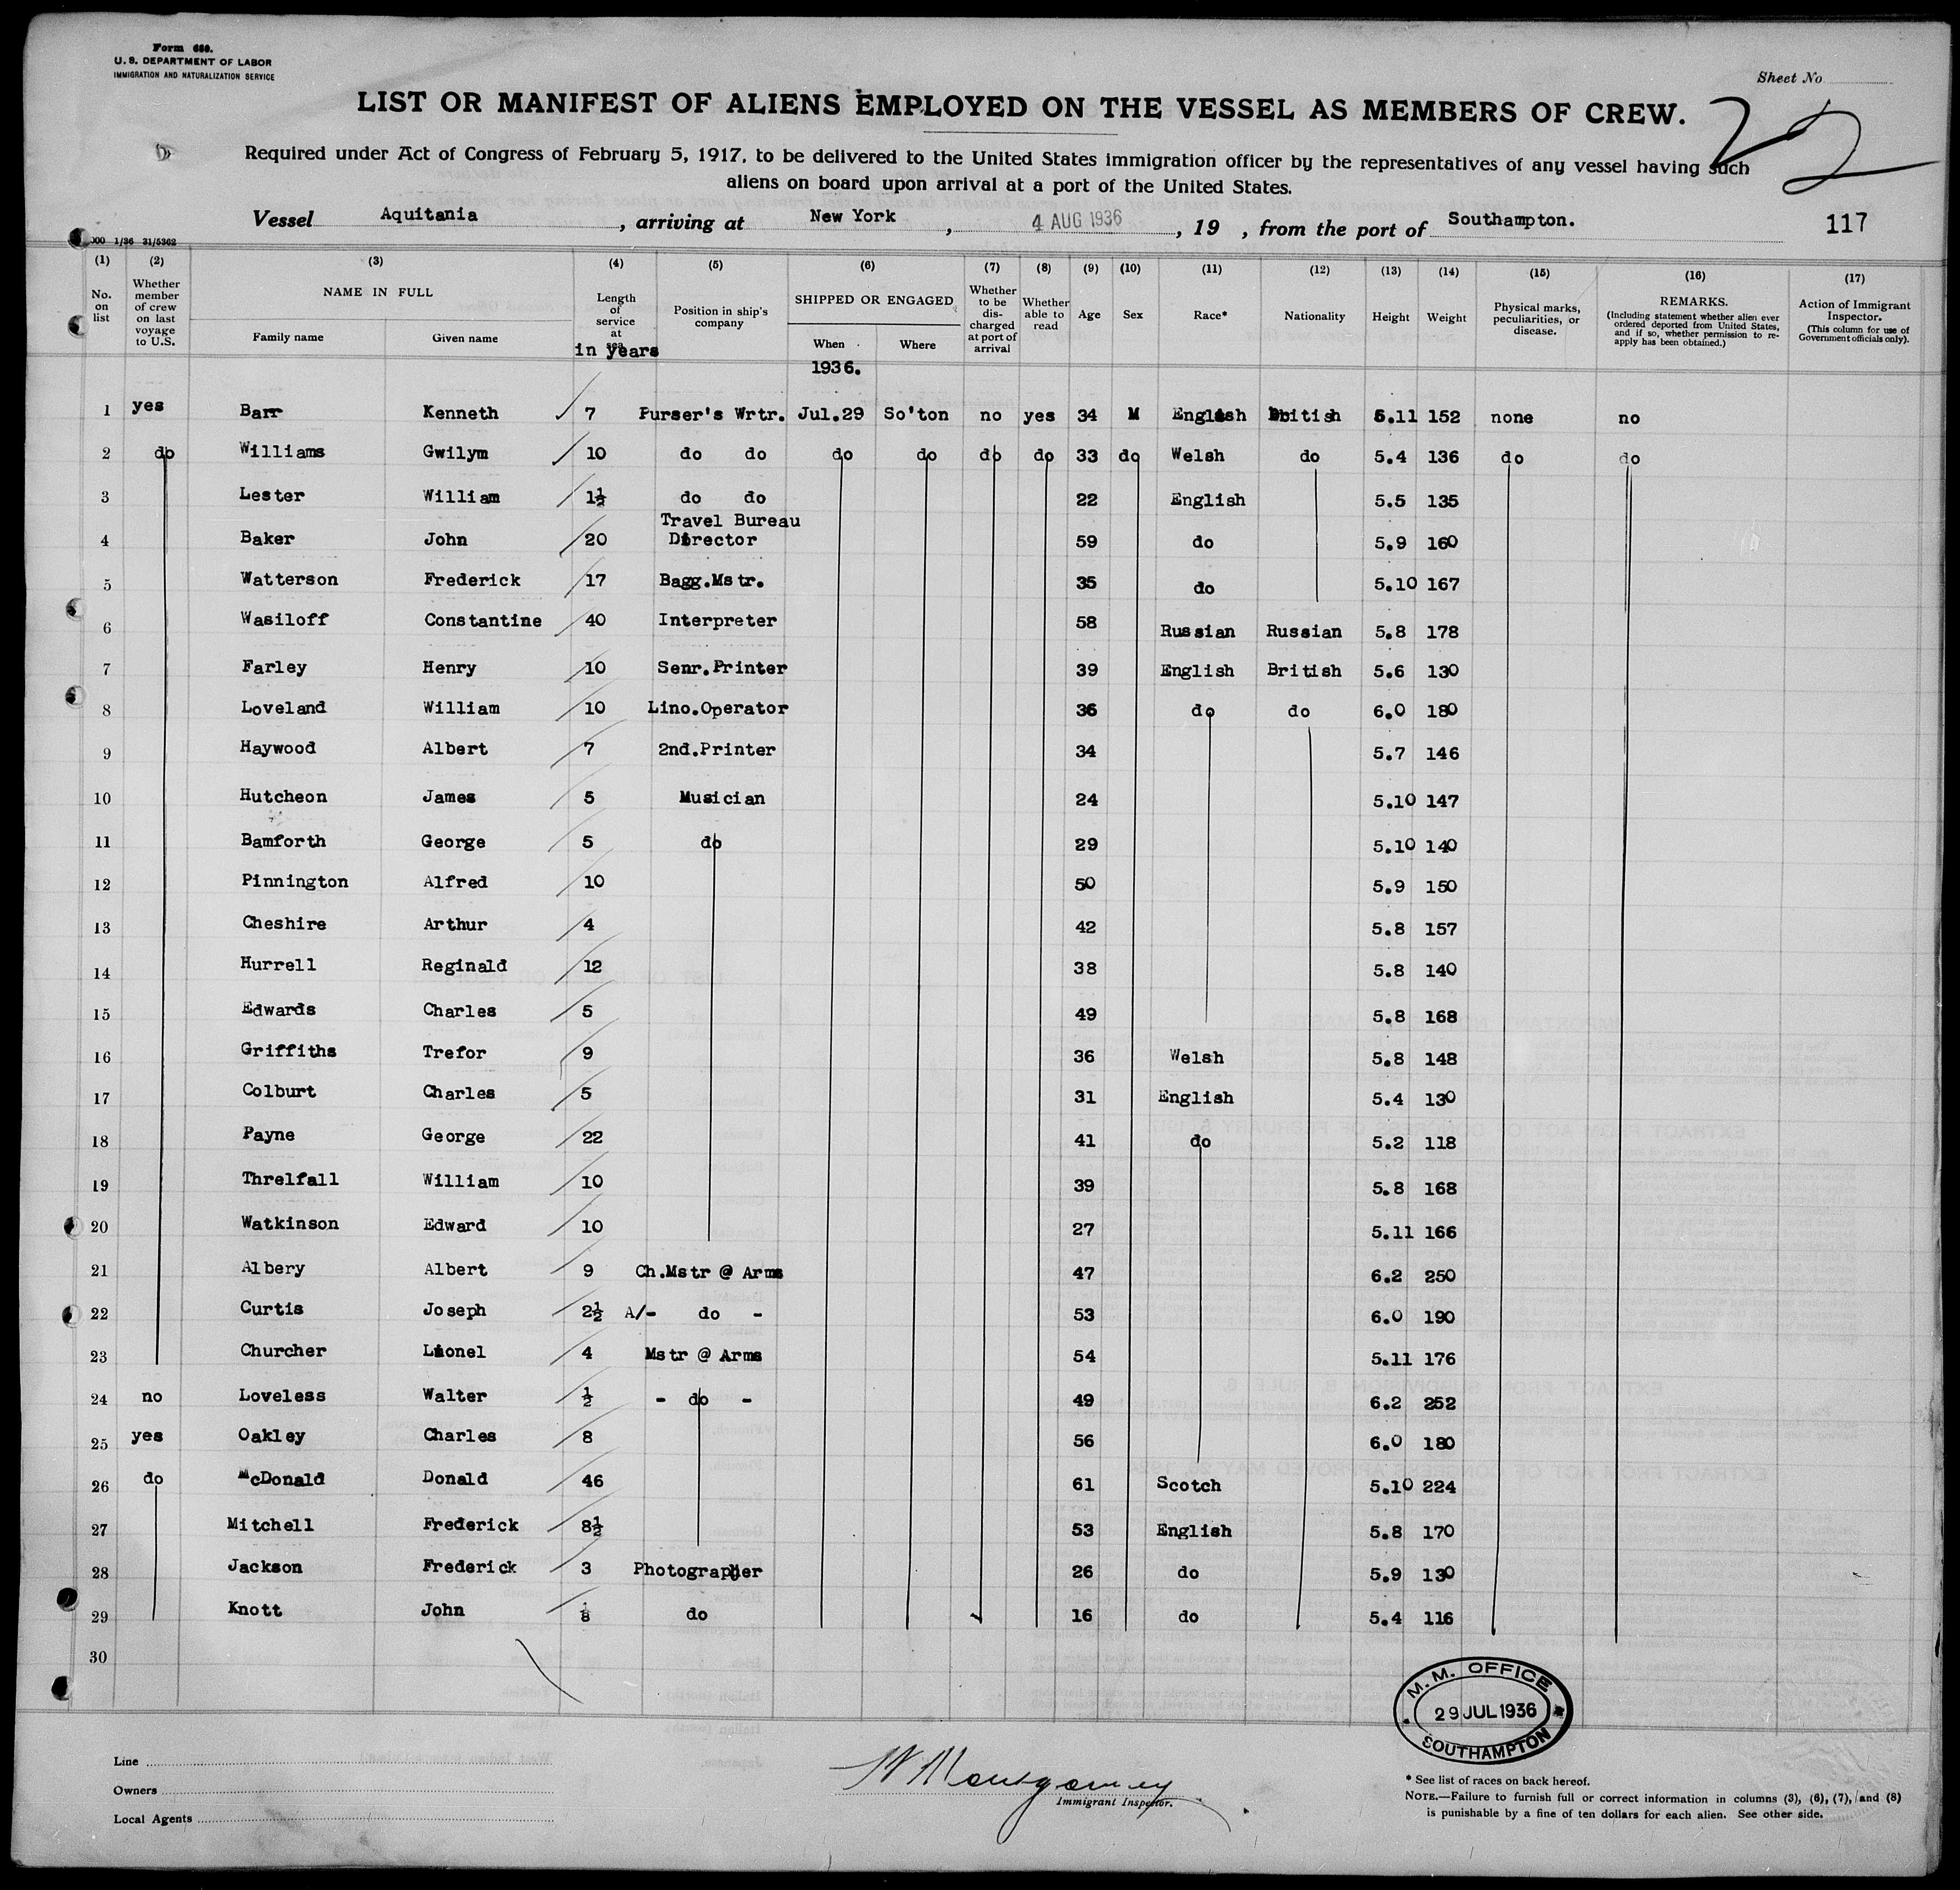 Form 680.
U. S. DEPARTMENT OF LABOR
IMMIGRATION AND NATURALIZATION SERVICE
Sheet No
LIST OR MANIFEST OF ALIENS EMPLOYED ON THE VESSEL AS MEMBERS OF CREW.
22
Required under Act of Congress of February 5, 1917, to be delivered to the United States immigration officer by the representatives of any vessel having such
aliens on board upon arrival at a port of the United States.
Vessel Aquitania, arriving at New York, 4 AUG 1936, 19 , from the port of Southampton. 117
000 1/36 31/5362
(1) (2) (3) (4) (5) (6) (7) (8) (9) (10) (11) (12) (13) (14) (15) (16) (17)
No. on list
Whether member of crew on last voyage to U.S.
NAME IN FULL
Family name Given name
Length of service at sea
in years
Position in ship's company
SHIPPED OR ENGAGED
When Where
1936.
Whether to be discharged at port of arrival
Whether able to read
Age
Sex
Race*
Nationality
Height
Weight
Physical marks, peculiarities, or disease.
REMARKS.
(Including statement whether alien ever ordered deported from United States, and if so, whether permission to re-apply has been obtained.)
Action of Immigrant Inspector.
(This column for use of Government officials only).
1 yes Barr Kenneth 7 Purser's Wrtr. Jul.29 So'ton no yes 34 M English British 5.11 152 none no
2 do Williams Gwilym 10 do do do do do do 33 do Welsh do 5.4 136 do do
3 Lester William 1½ do do 22 English 5.5 135
4 Baker John 20 Travel Bureau Director 59 do 5.9 160
5 Watterson Frederick 17 Bagg.Mstr. 35 do 5.10 167
6 Wasiloff Constantine 40 Interpreter 58 Russian Russian 5.8 178
7 Farley Henry 10 Senr.Printer 39 English British 5.6 130
8 Loveland William 10 Lino.Operator 36 do do 6.0 180
9 Haywood Albert 7 2nd.Printer 34 5.7 146
10 Hutcheon James 5 Musician 24 5.10 147
11 Bamforth George 5 do 29 5.10 140
12 Pinnington Alfred 10 50 5.9 150
13 Cheshire Arthur 4 42 5.8 157
14 Hurrell Reginald 12 38 5.8 140
15 Edwards Charles 5 49 5.8 168
16 Griffiths Trefor 9 36 Welsh 5.8 148
17 Colburt Charles 5 31 English 5.4 130
18 Payne George 22 41 do 5.2 118
19 Threlfall William 10 39 5.8 168
20 Watkinson Edward 10 27 5.11 166
21 Albery Albert 9 Ch.Mstr @ Arms 47 6.2 250
22 Curtis Joseph 2½ A/- do - 53 6.0 190
23 Churcher Lionel 4 Mstr @ Arms 54 5.11 176
24 no Loveless Walter ½ - do - 49 6.2 252
25 yes Oakley Charles 8 56 6.0 180
26 do McDonald Donald 46 61 Scotch 5.10 224
27 Mitchell Frederick 8½ 53 English 5.8 170
28 Jackson Frederick 3 Photographer 26 do 5.9 130
29 Knott John ⅛ do 16 do 5.4 116
30
M. M. OFFICE
29 JUL 1936
SOUTHAMPTON
Line
Owners
Local Agents
Montgomery
Immigrant Inspector.
* See list of races on back hereof.
NOTE.—Failure to furnish full or correct information in columns (3), (6), (7), and (8)
is punishable by a fine of ten dollars for each alien. See other side.